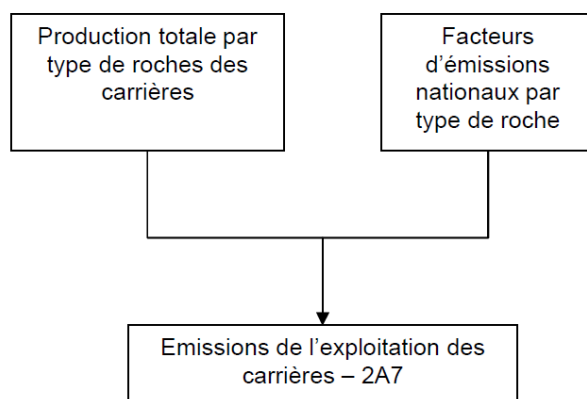 Production totale par
type de roches des
carrières
Facteurs
d'émissions
nationaux par
type de roche
Emissions de l'exploitation des
carrières – 2A7